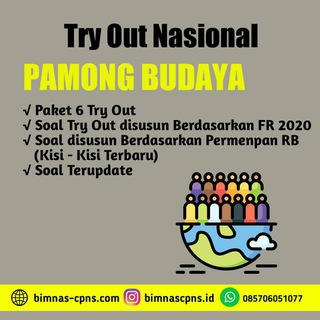 Try Out Nasional
PAMONG BUDAYA
√ Paket 6 Try Out
√ Soal Try Out disusun Berdasarkan FR 2020
√ Soal disusun Berdasarkan Permenpan RB
(Kisi - Kisi Terbaru)
√ Soal Terupdate
bimnas-cpns.com bimnascpns.id 085706051077